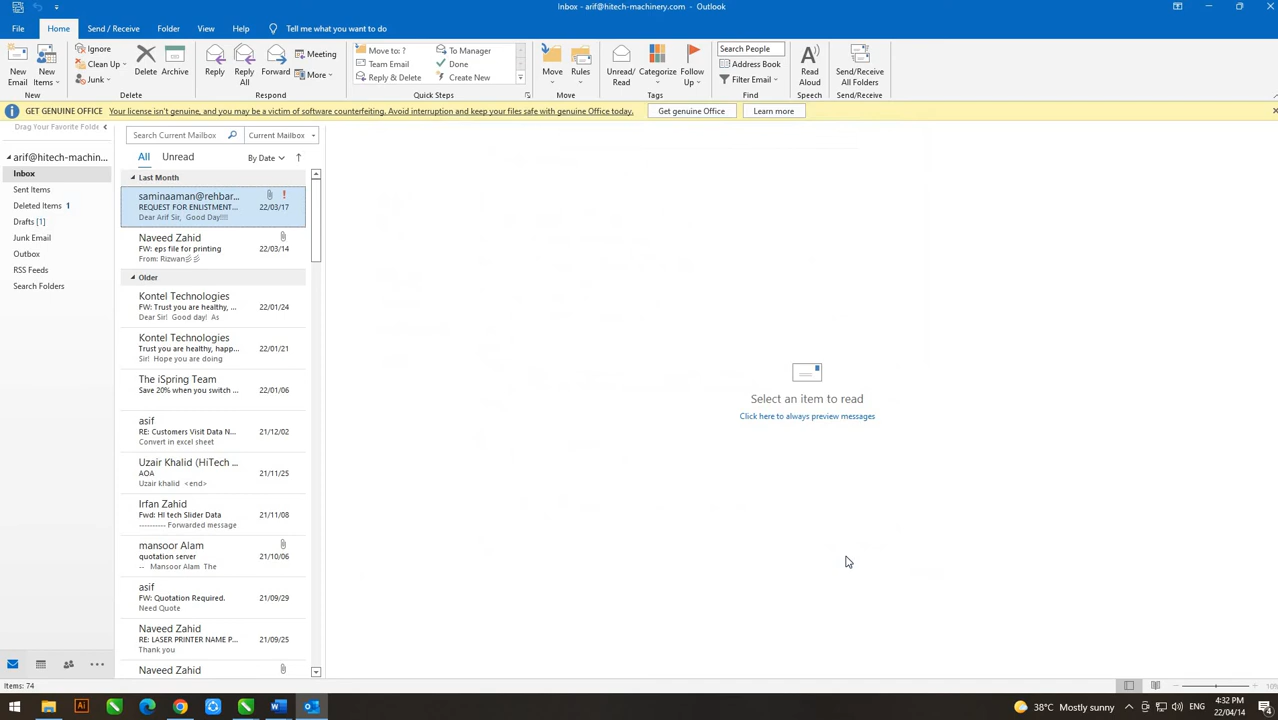 Inbox - arif@hitech-machinery.com - Outlook
File Home Send / Receive Folder View Help Tell me what you want to do
New Email
New Items
Ignore
Clean Up
Junk
Delete Archive
Reply Reply All Forward
Meeting
More
Move to: ?
Team Email
Reply & Delete
To Manager
Done
Create New
Move Rules
Unread/ Read
Categorize
Follow Up
Search People
Address Book
Filter Email
Read Aloud
Send/Receive All Folders
New Delete Respond Quick Steps Move Tags Find Speech Send/Receive
GET GENUINE OFFICE Your license isn't genuine, and you may be a victim of software counterfeiting. Avoid interruption and keep your files safe with genuine Office today. Get genuine Office Learn more
Drag Your Favorite Folde
arif@hitech-machin...
Inbox
Sent Items
Deleted Items 1
Drafts [1]
Junk Email
Outbox
RSS Feeds
Search Folders
Search Current Mailbox Current Mailbox
All Unread By Date
Last Month
saminaaman@rehbar...
REQUEST FOR ENLISTMENT... 22/03/17
Dear Arif Sir, Good Day!!!!
Naveed Zahid
FW: eps file for printing 22/03/14
From: Rizwan彡彡
Older
Kontel Technologies
FW: Trust you are healthy, ... 22/01/24
Dear Sir! Good day! As
Kontel Technologies
Trust you are healthy, happ... 22/01/21
Sir! Hope you are doing
The iSpring Team
Save 20% when you switch ... 22/01/06
asif
RE: Customers Visit Data N... 21/12/02
Convert in excel sheet
Uzair Khalid (HiTech ...
AOA 21/11/25
Uzair khalid <end>
Irfan Zahid
Fwd: HI tech Slider Data 21/11/08
---------- Forwarded message
mansoor Alam
quotation server 21/10/06
-- Mansoor Alam The
asif
FW: Quotation Required. 21/09/29
Need Quote
Naveed Zahid
RE: LASER PRINTER NAME P... 21/09/25
Thank you
Naveed Zahid
Select an item to read
Click here to always preview messages
Items: 74
38°C Mostly sunny
4:32 PM
22/04/14